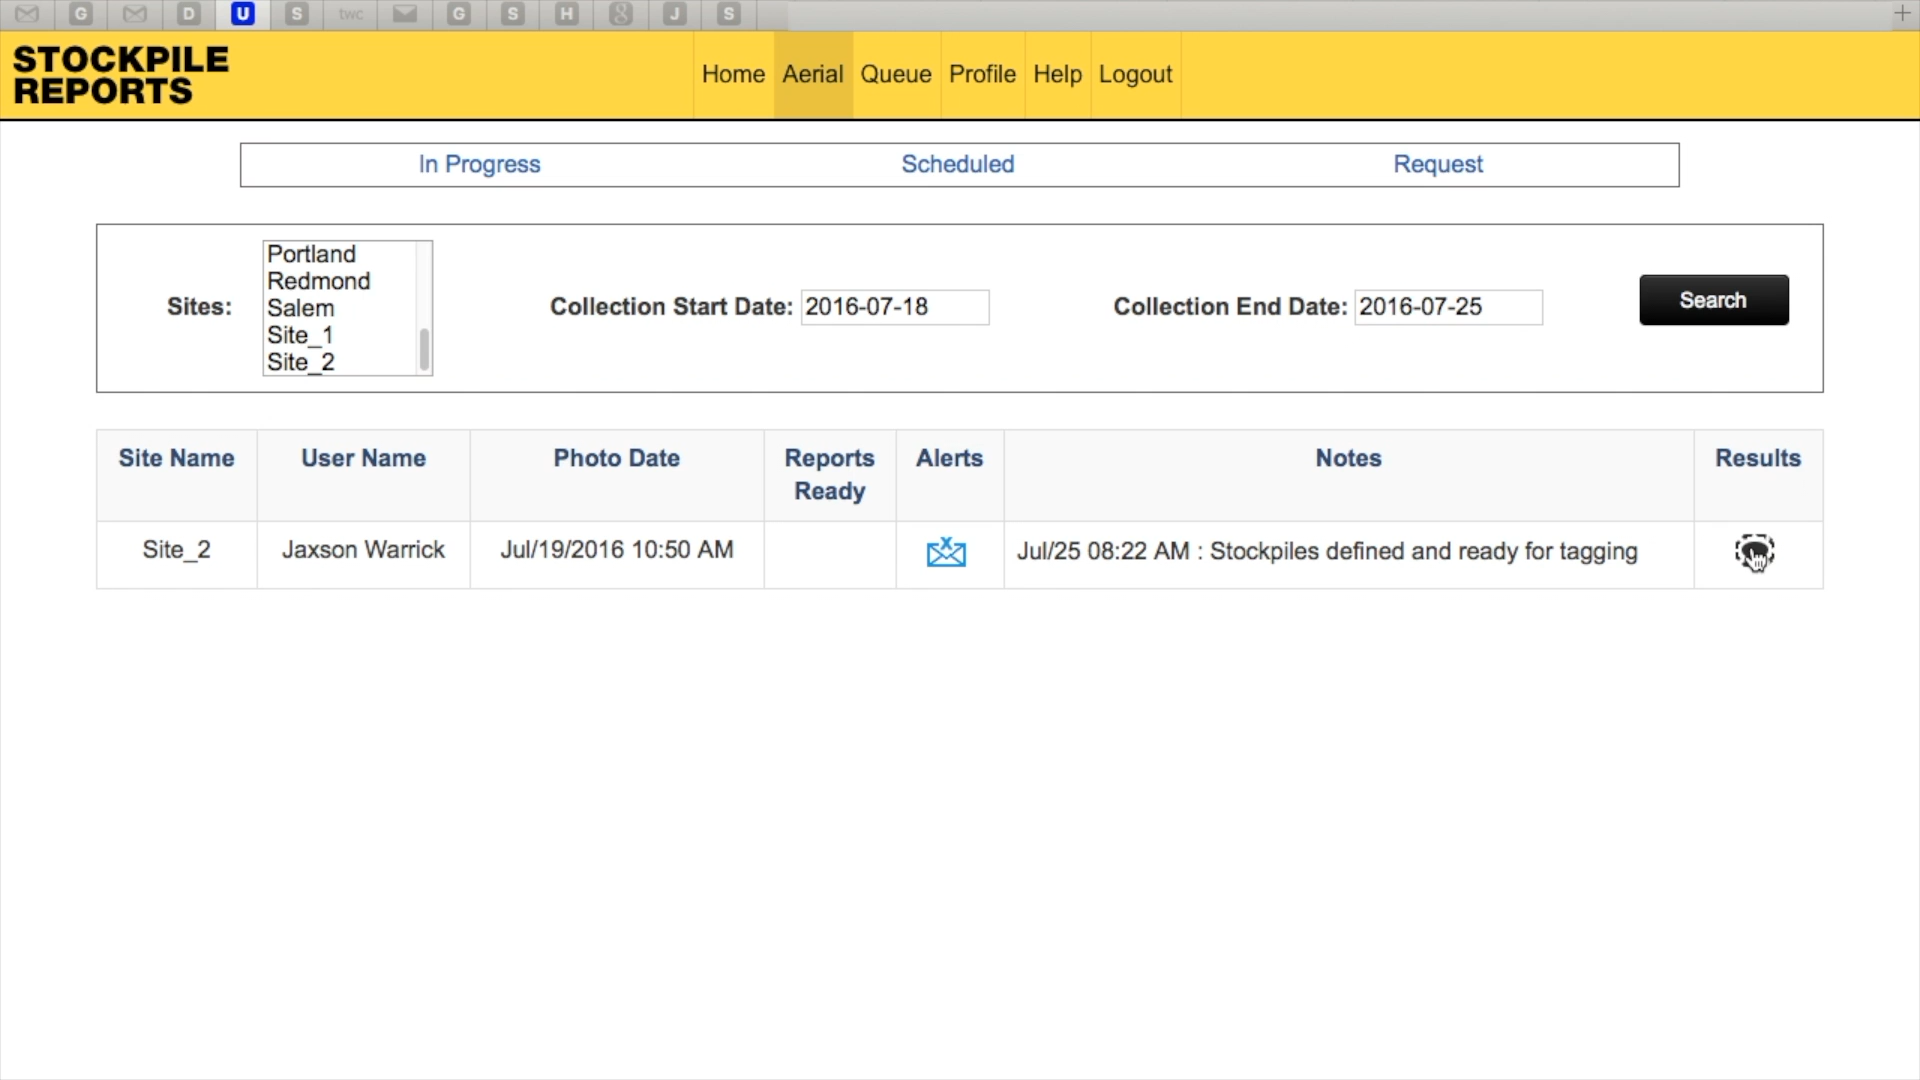 G D U S twc G S H 8 J S
STOCKPILE
REPORTS
Home Aerial Queue Profile Help Logout
In Progress Scheduled Request
Portland
Redmond
Salem
Site_1
Site_2
Sites:
Collection Start Date: 2016-07-18
Collection End Date: 2016-07-25
Search
Site Name User Name Photo Date Reports Alerts Notes Results
Ready
Site_2 Jaxson Warrick Jul/19/2016 10:50 AM Jul/25 08:22 AM : Stockpiles defined and ready for tagging